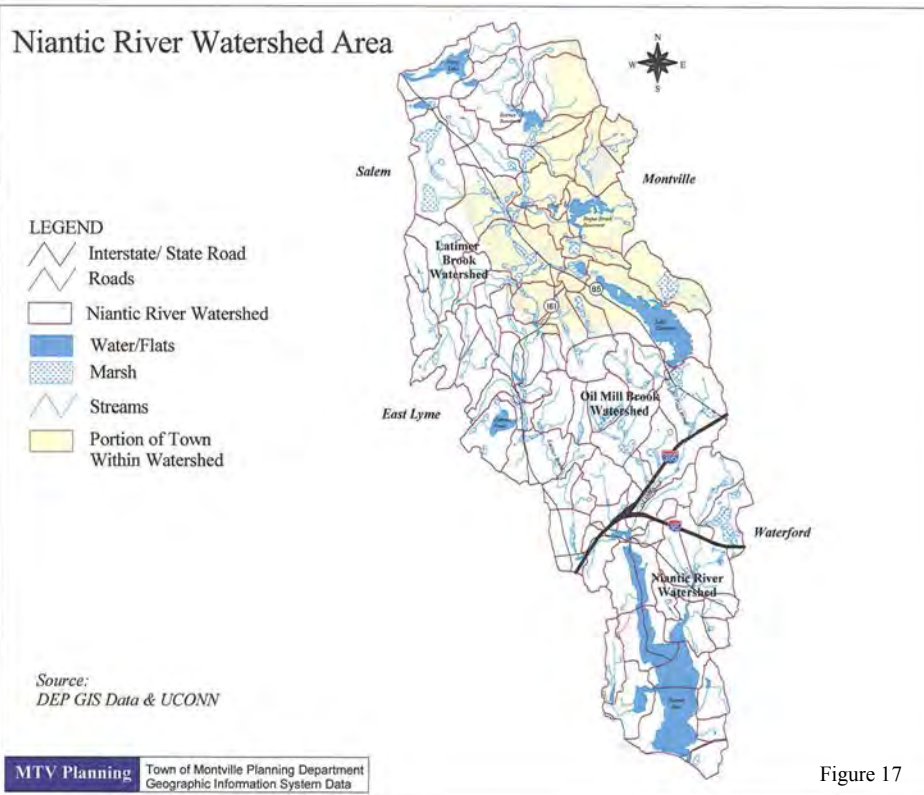 Niantic River Watershed Area
N
W E
S
Salem
Montville
LEGEND
Interstate/ State Road
Roads
Niantic River Watershed
Water/Flats
Marsh
Streams
Portion of Town
Within Watershed
Latimer
Brook
Watershed
85
161
Oil Mill Brook
Watershed
East Lyme
Waterford
Niantic River
Watershed
Source:
DEP GIS Data & UCONN
MTV Planning
Town of Montville Planning Department
Geographic Information System Data
Figure 17